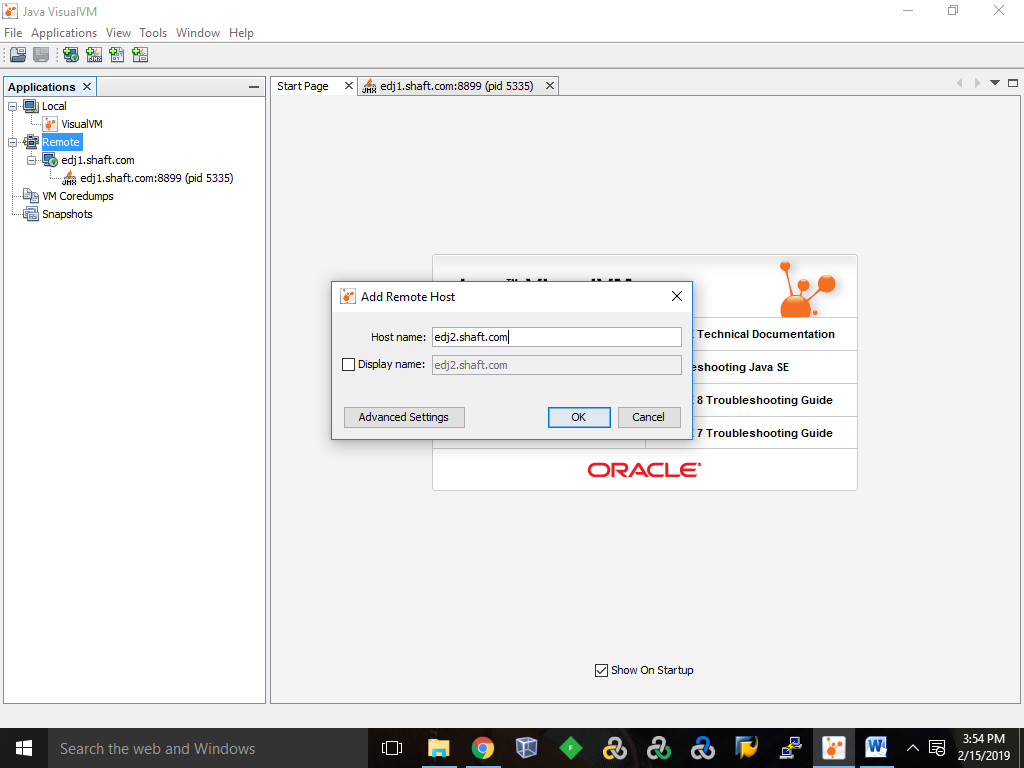 Java VisualVM
File Applications View Tools Window Help
Applications
Start Page
edj1.shaft.com:8899 (pid 5335)
Local
VisualVM
Remote
edj1.shaft.com
JMX edj1.shaft.com:8899 (pid 5335)
VM Coredumps
Snapshots
Add Remote Host
Host name: edj2.shaft.com
Display name: edj2.shaft.com
Advanced Settings OK Cancel
Technical Documentation
eshooting Java SE
8 Troubleshooting Guide
7 Troubleshooting Guide
ORACLE
Show On Startup
Search the web and Windows
3:54 PM
2/15/2019